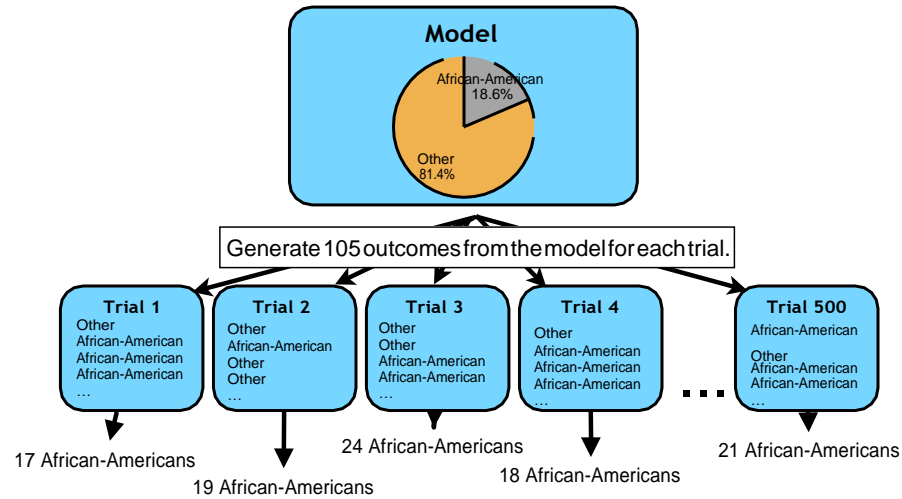 Model
African-American
18.6%
Other
81.4%
Generate 105 outcomes from the model for each trial.
Trial 1
Other
African-American
African-American
African-American
...
17 African-Americans
Trial 2
Other
African-American
Other
Other
...
19 African-Americans
Trial 3
Other
Other
African-American
African-American
...
24 African-Americans
Trial 4
Other
African-American
African-American
African-American
...
18 African-Americans
Trial 500
African-American
Other
African-American
African-American
...
21 African-Americans